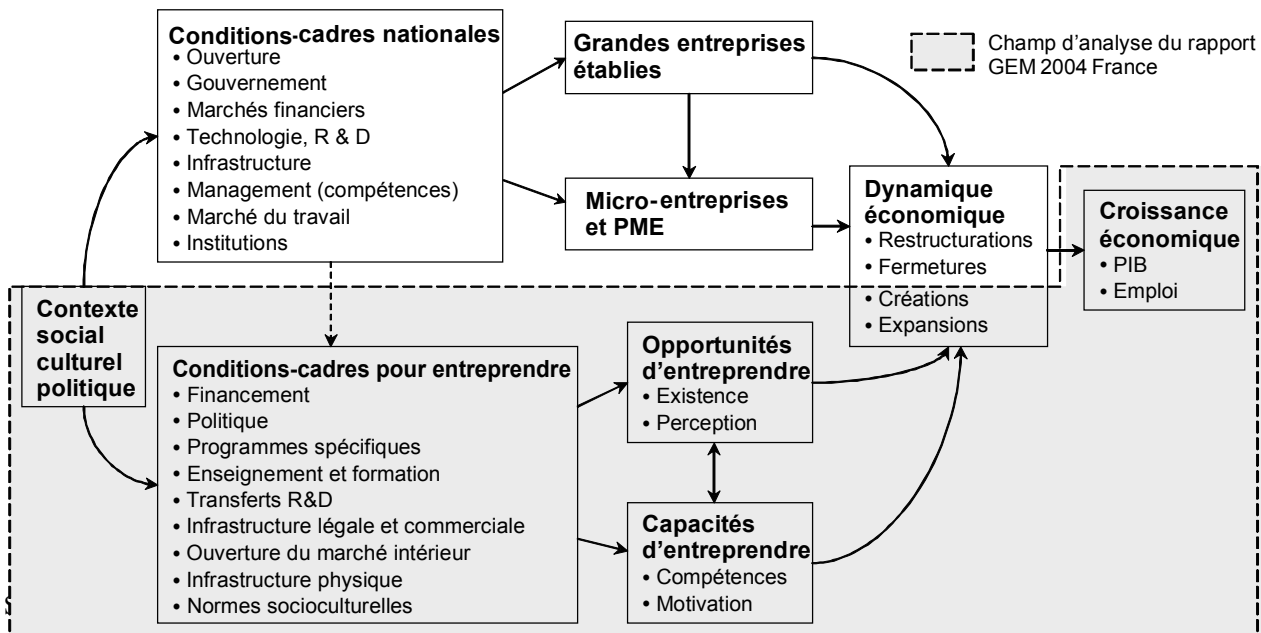 Conditions-cadres nationales
• Ouverture
• Gouvernement
• Marchés financiers
• Technologie, R & D
• Infrastructure
• Management (compétences)
• Marché du travail
• Institutions
Grandes entreprises
établies
Champ d'analyse du rapport
GEM 2004 France
Micro-entreprises
et PME
Dynamique
économique
• Restructurations
• Fermetures
• Créations
• Expansions
Croissance
économique
• PIB
• Emploi
Contexte
social
culturel
politique
Conditions-cadres pour entreprendre
• Financement
• Politique
• Programmes spécifiques
• Enseignement et formation
• Transferts R&D
• Infrastructure légale et commerciale
• Ouverture du marché intérieur
• Infrastructure physique
• Normes socioculturelles
Opportunités
d'entreprendre
• Existence
• Perception
Capacités
d'entreprendre
• Compétences
• Motivation